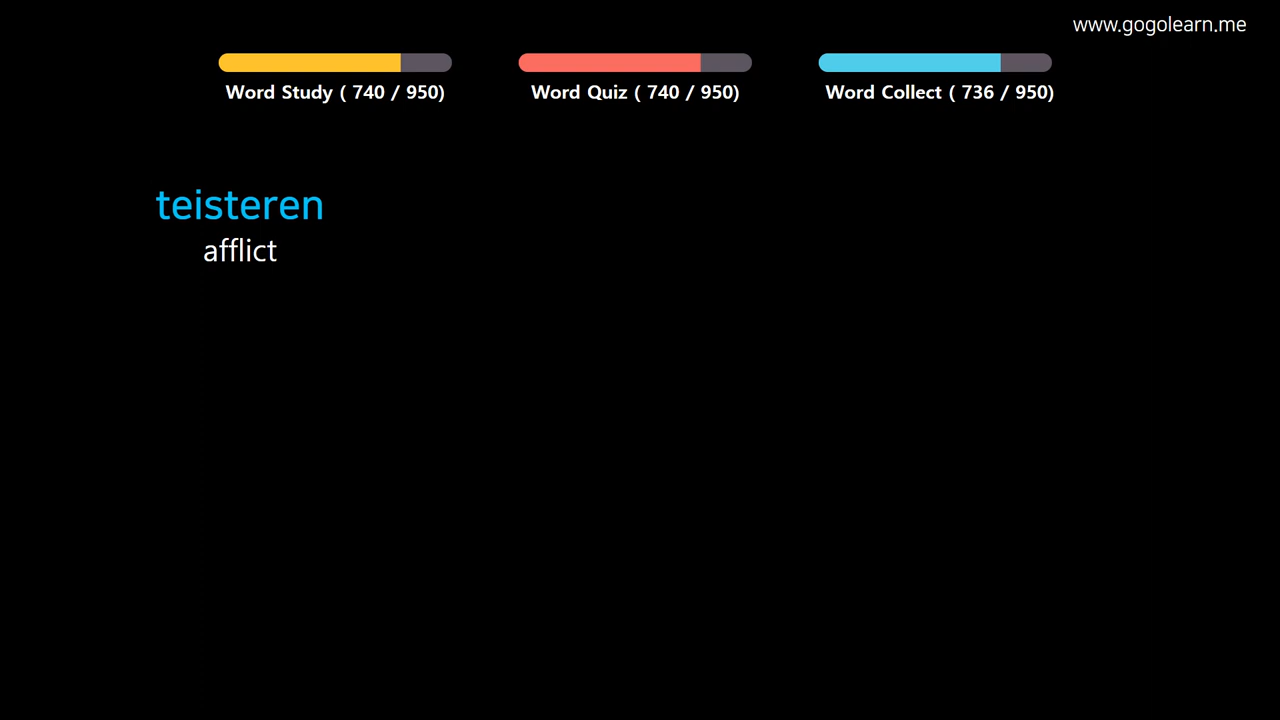 www.gogolearn.me
Word Study ( 740 / 950)
Word Quiz ( 740 / 950)
Word Collect ( 736 / 950)
teisteren
afflict